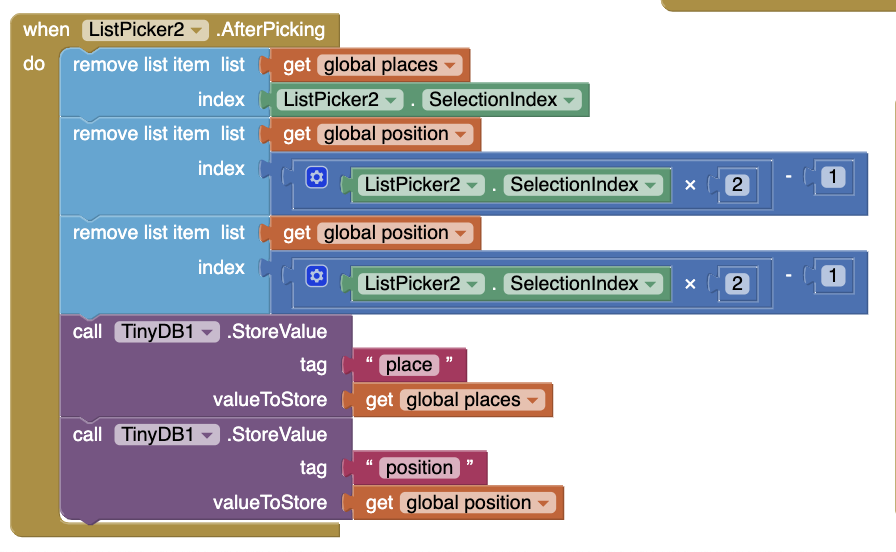 when ListPicker2 .AfterPicking
do remove list item list get global places
index ListPicker2 . SelectionIndex
remove list item list get global position
index ListPicker2 . SelectionIndex × 2 - 1
remove list item list get global position
index ListPicker2 . SelectionIndex × 2 - 1
call TinyDB1 .StoreValue
tag “ place ”
valueToStore get global places
call TinyDB1 .StoreValue
tag “ position ”
valueToStore get global position